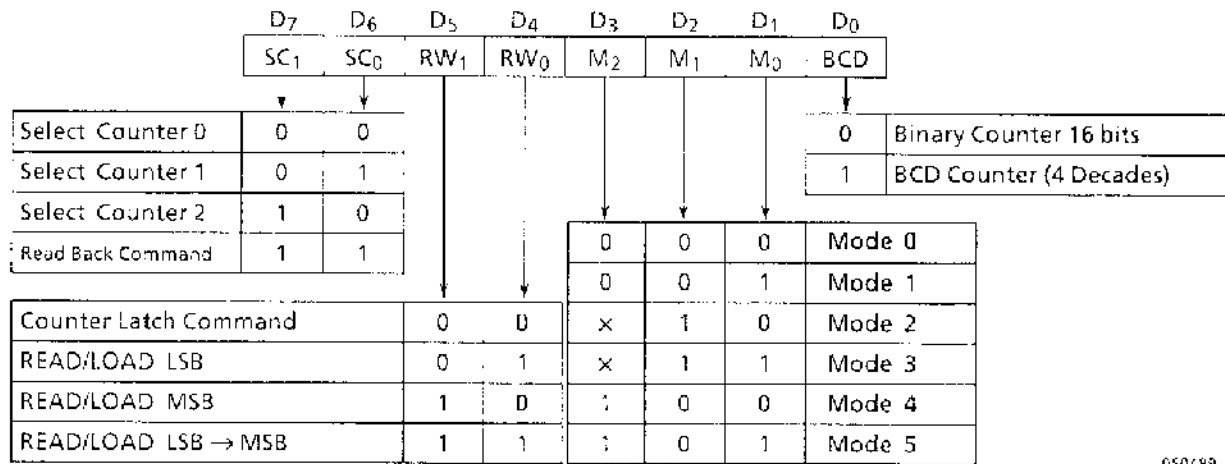 D7 D6 D5 D4 D3 D2 D1 D0
SC1 SC0 RW1 RW0 M2 M1 M0 BCD
Select Counter 0 0 0
Select Counter 1 0 1
Select Counter 2 1 0
Read Back Command 1 1
0 Binary Counter 16 bits
1 BCD Counter (4 Decades)
0 0 0 Mode 0
0 0 1 Mode 1
× 1 0 Mode 2
× 1 1 Mode 3
1 0 0 Mode 4
1 0 1 Mode 5
Counter Latch Command 0 0
READ/LOAD LSB 0 1
READ/LOAD MSB 1 0
READ/LOAD LSB → MSB 1 1